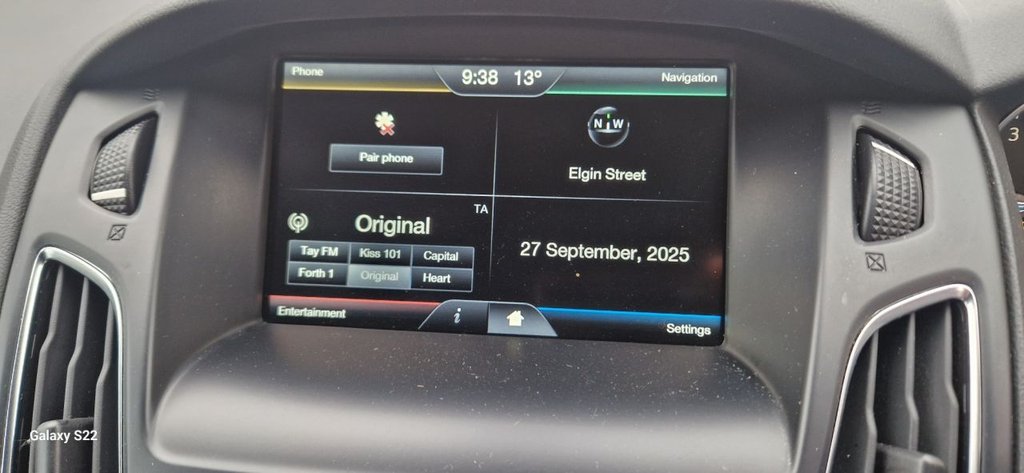 Phone
9:38 13°
Navigation
Pair phone
N W
Elgin Street
TA
Original
Tay FM Kiss 101 Capital
Forth 1 Original Heart
27 September, 2025
Entertainment
i
Settings
3
Galaxy S22